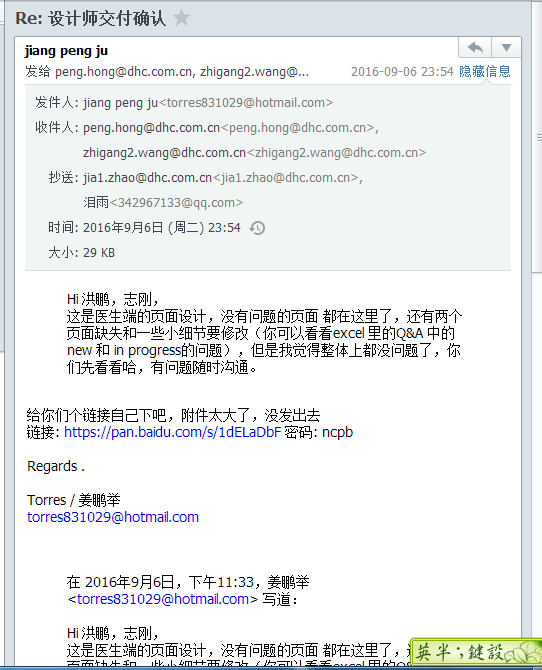 Re: 设计师交付确认
jiang peng ju
发给 peng.hong@dhc.com.cn, zhigang2.wang@... 2016-09-06 23:54 隐藏信息
发件人: jiang peng ju<torres831029@hotmail.com>
收件人: peng.hong@dhc.com.cn<peng.hong@dhc.com.cn>,
zhigang2.wang@dhc.com.cn<zhigang2.wang@dhc.com.cn>
抄送: jia1.zhao@dhc.com.cn<jia1.zhao@dhc.com.cn>,
泪雨<342967133@qq.com>
时间: 2016年9月6日 (周二) 23:54
大小: 29 KB
Hi 洪鹏，志刚，
这是医生端的页面设计，没有问题的页面 都在这里了，还有两个
页面缺失和一些小细节要修改（你可以看看excel 里的Q&A 中的
new 和 in progress的问题），但是我觉得整体上都没问题了，你
们先看看哈，有问题随时沟通。
给你们个链接自己下吧，附件太大了，没发出去
链接: https://pan.baidu.com/s/1dELaDbF 密码: ncpb
Regards .
Torres / 姜鹏举
torres831029@hotmail.com
在 2016年9月6日，下午11:33，姜鹏举
<torres831029@hotmail.com> 写道：
Hi 洪鹏，志刚，
这是医生端的页面设计，没有问题的页面 都在这里了，还
英 半 ; 鍵 設